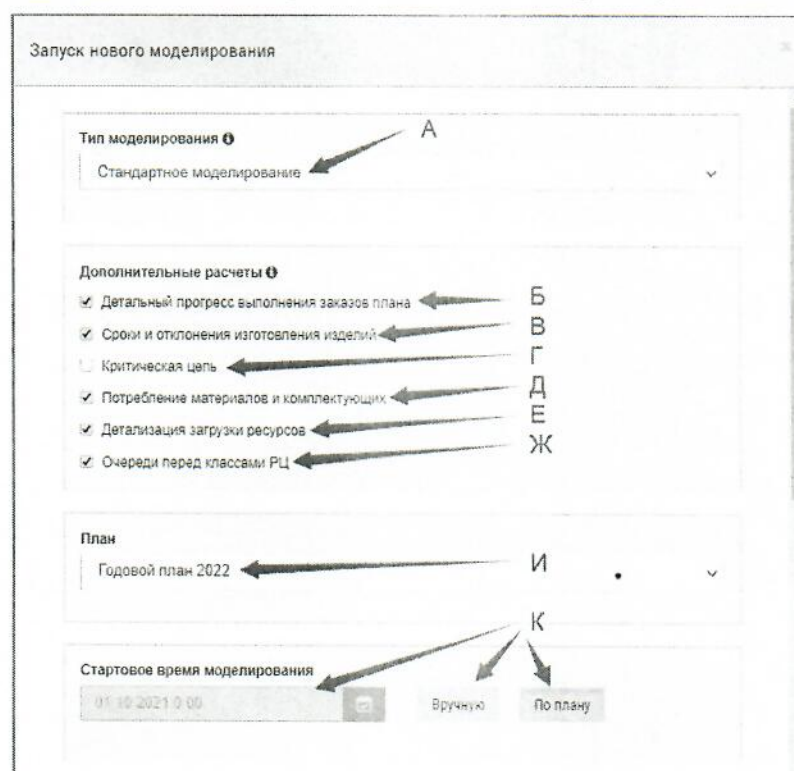 Запуск нового моделирования
Тип моделирования
А
Стандартное моделирование
Дополнительные расчеты
Детальный прогресс выполнения заказов плана
Б
Сроки и отклонения изготовления изделий
В
Критическая цепь
Г
Потребление материалов и комплектующих
Д
Детализация загрузки ресурсов
Е
Очереди перед классами РЦ
Ж
План
Годовой план 2022
И
К
Стартовое время моделирования
01.10.2021 0:00
Вручную
По плану